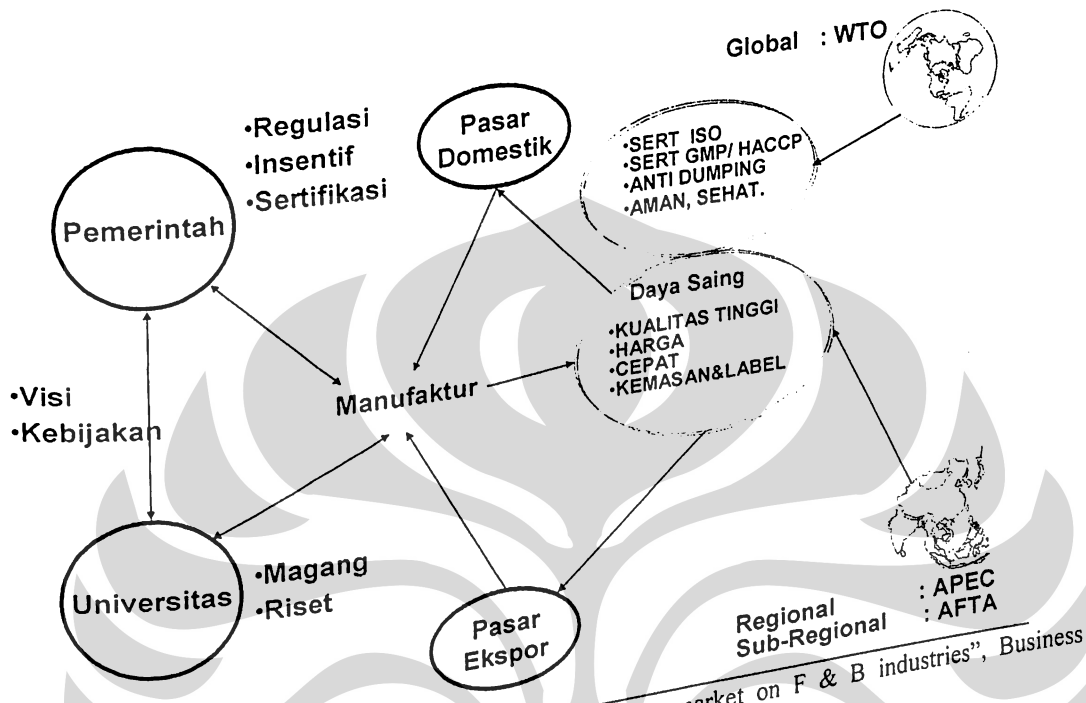 Global : WTO
•Regulasi
•Insentif
•Sertifikasi
Pasar
Domestik
•SERT ISO
•SERT GMP/ HACCP
•ANTI DUMPING
•AMAN, SEHAT.
Pemerintah
Daya Saing
•KUALITAS TINGGI
•HARGA
•CEPAT
•KEMASAN&LABEL
Manufaktur
•Visi
•Kebijakan
Universitas
•Magang
•Riset
Pasar
Ekspor
Regional : APEC
Sub-Regional : AFTA
on F & B industries”, Business